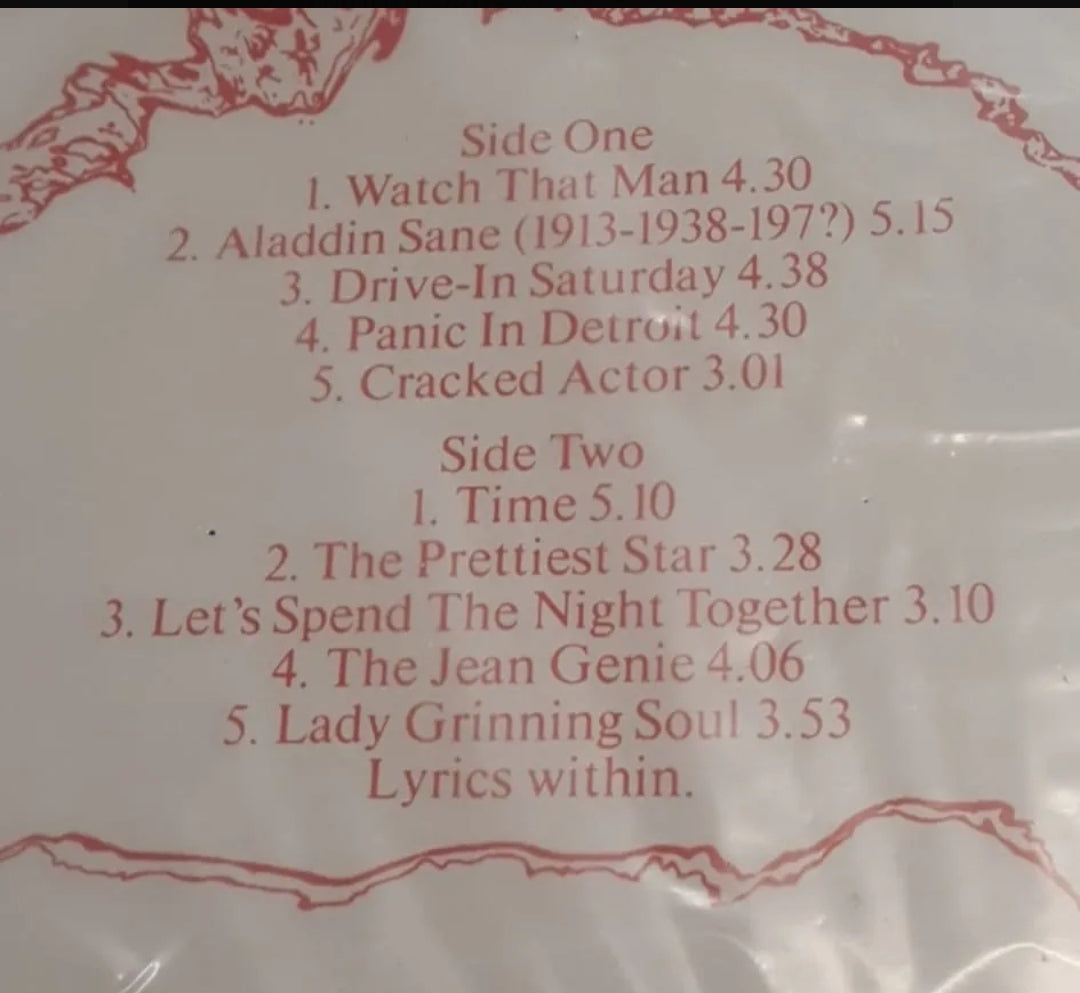 Side One
1. Watch That Man 4.30
2. Aladdin Sane (1913-1938-197?) 5.15
3. Drive-In Saturday 4.38
4. Panic In Detroit 4.30
5. Cracked Actor 3.01
Side Two
1. Time 5.10
2. The Prettiest Star 3.28
3. Let’s Spend The Night Together 3.10
4. The Jean Genie 4.06
5. Lady Grinning Soul 3.53
Lyrics within.